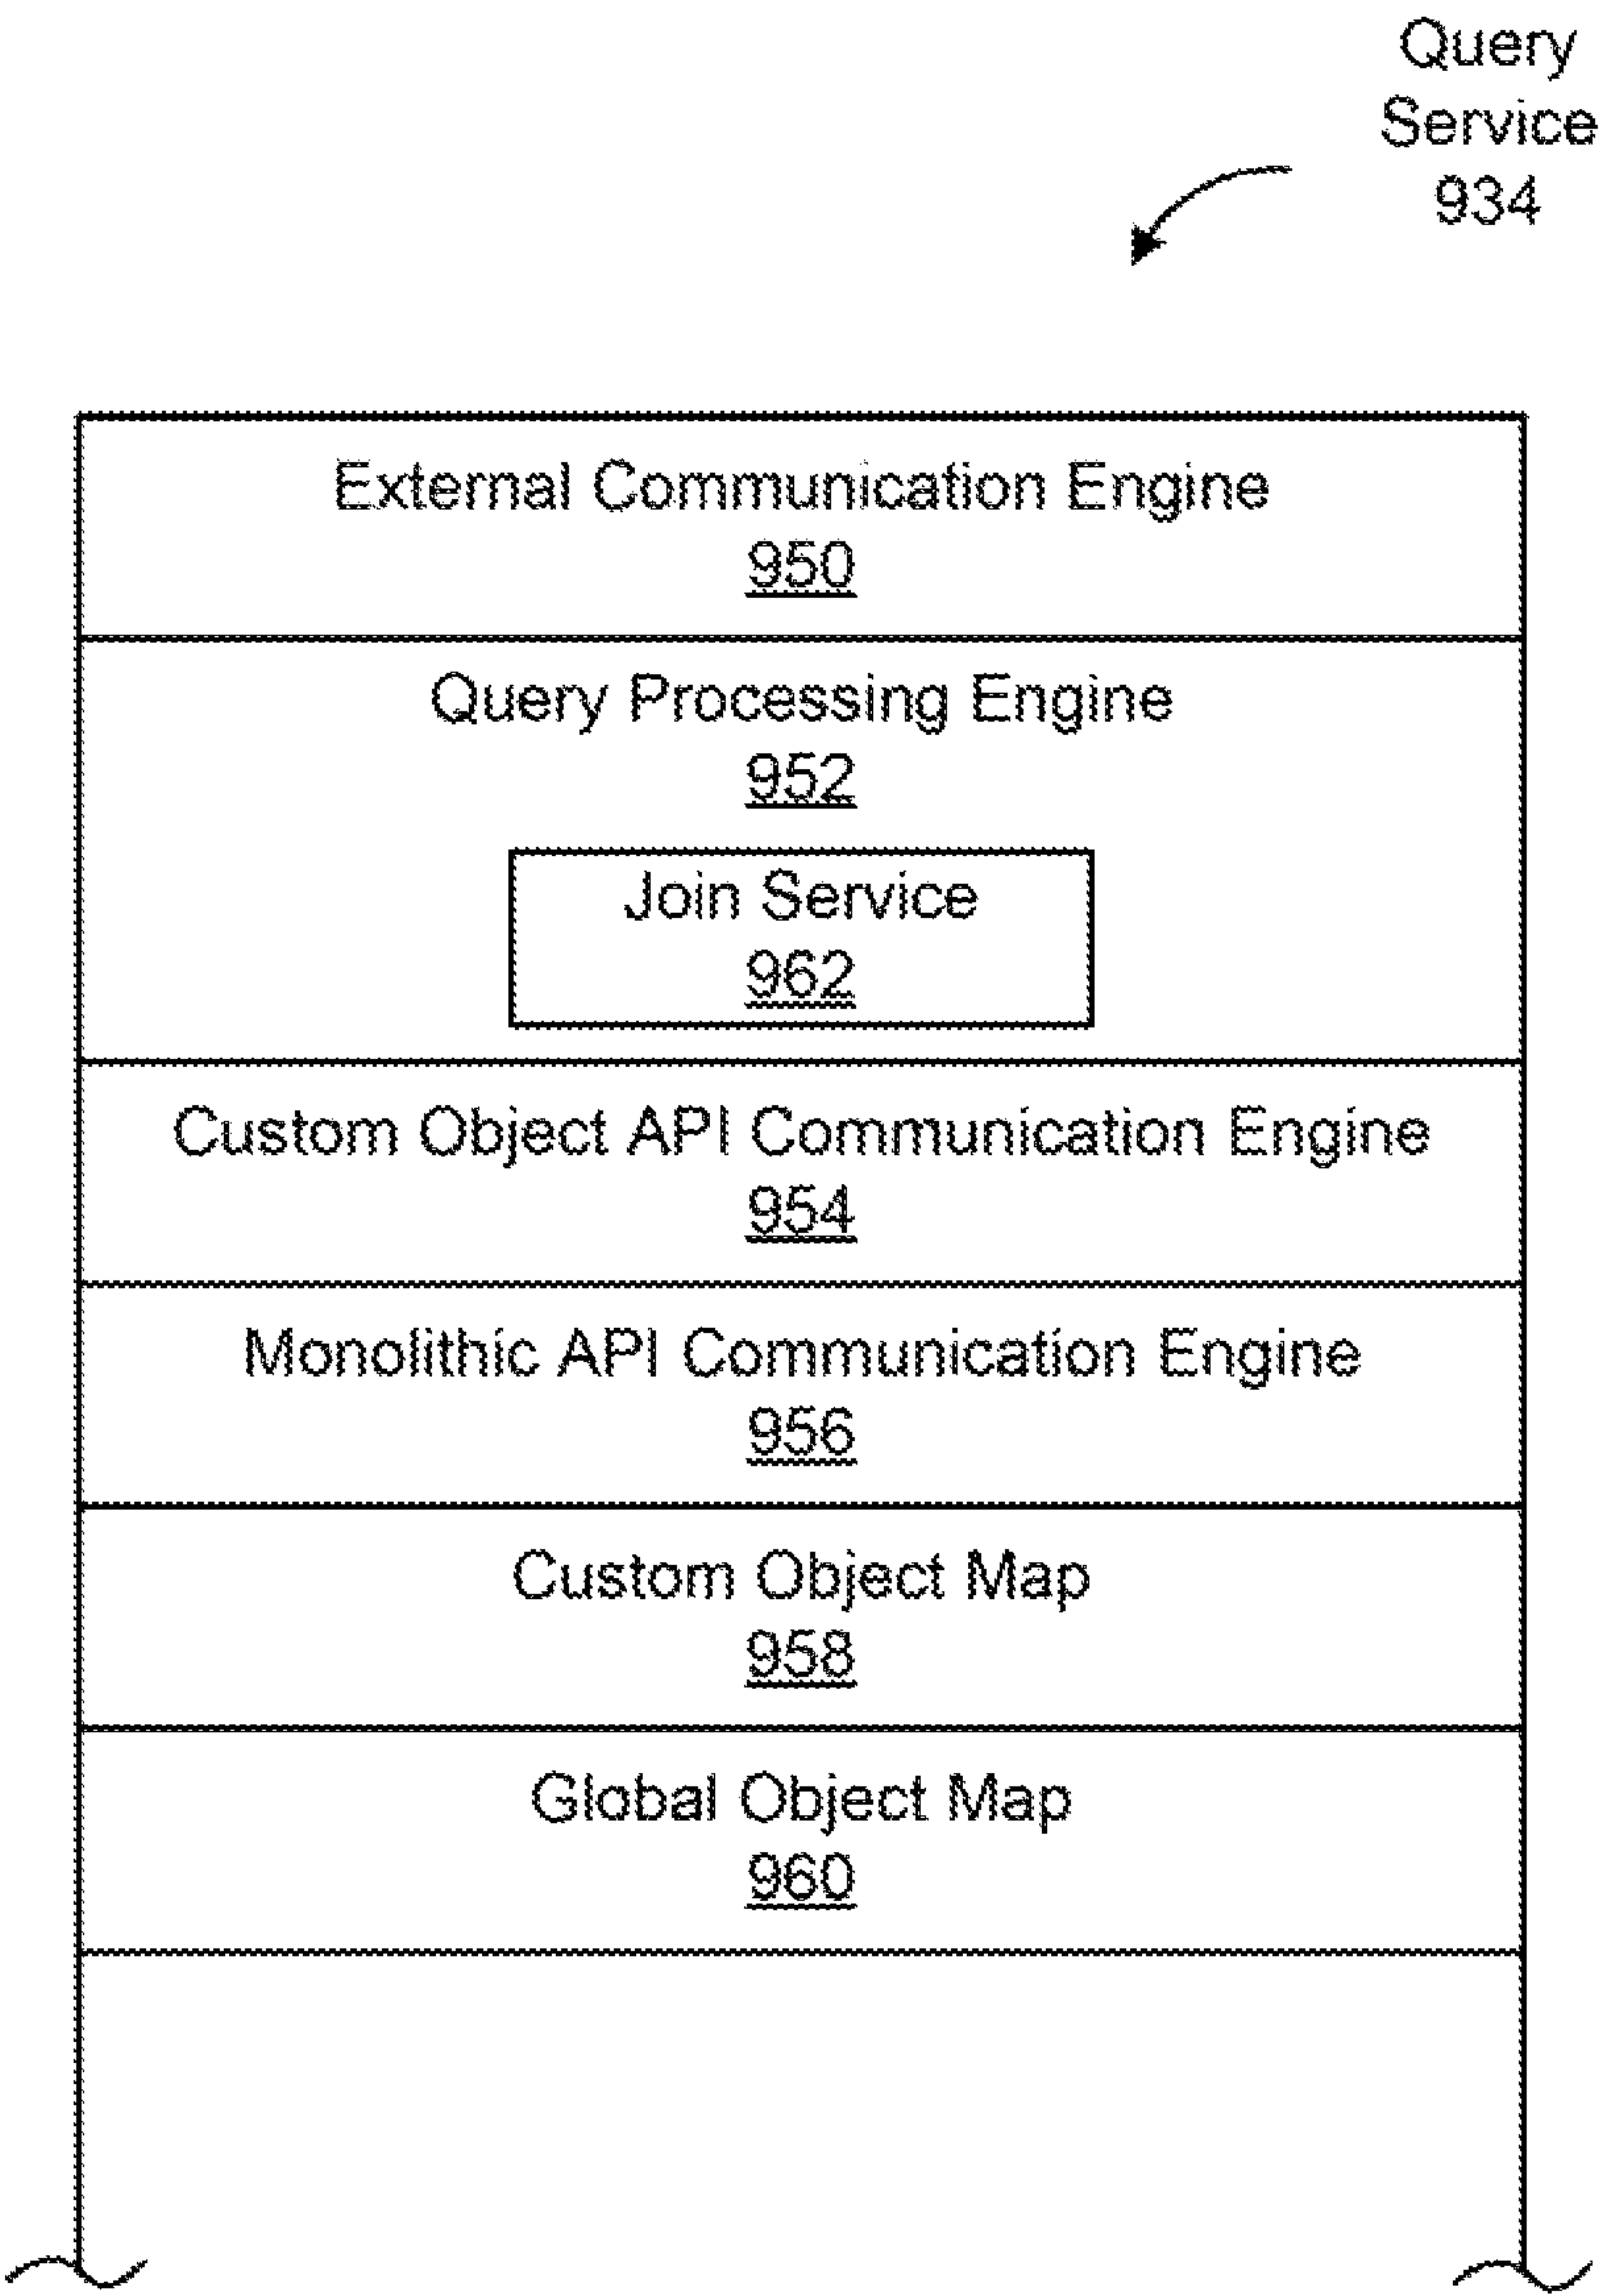 Query
Service
934
External Communication Engine
950
Query Processing Engine
952
Join Service
962
Custom Object API Communication Engine
954
Monolithic API Communication Engine
956
Custom Object Map
958
Global Object Map
960